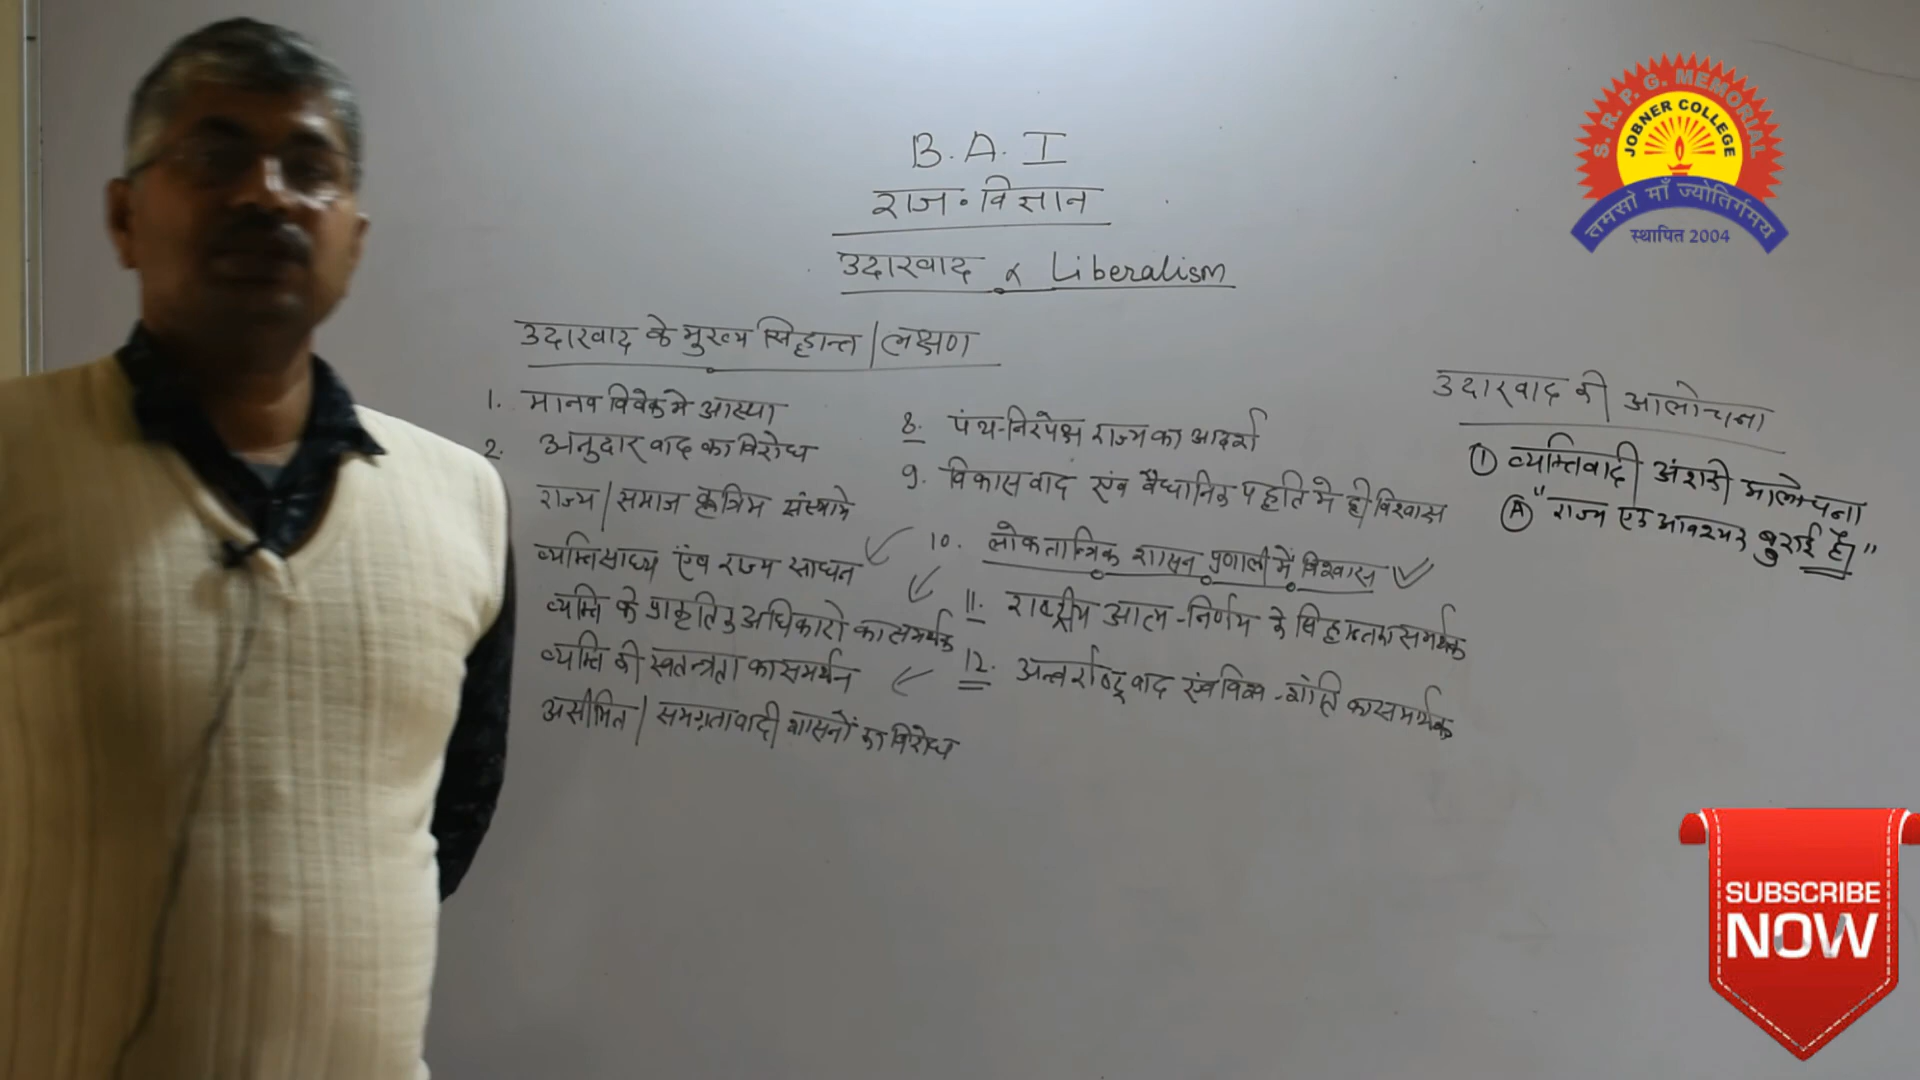 B. A. I
राज॰ विज्ञान
उदारवाद & Liberalism
उदारवाद के मुख्य सिद्धान्त / लक्षण
1. मानव विवेक मे आस्था
2. अनुदारवाद का विरोध
राज्य / समाज कृत्रिम संस्थाये
व्यक्ति साध्य एंव राज्य साधन
व्यक्ति के प्राकृतिक अधिकारो का समर्थक
व्यक्ति की स्वतन्त्रता का समर्थन
असीमित / समग्रतावादी शासनों का विरोध
8. पंथ-निरपेक्ष राज्य का आदर्श
9. विकासवाद एंव वैधानिक पद्दति मे ही विश्वास
10. लोकतान्त्रिक शासन प्रणाली में विश्वास
11. राष्ट्रीय आत्म-निर्णय के सिद्धान्त का समर्थक
12. अन्तर्राष्ट्रवाद एंव विश्व-शांति का समर्थक
उदारवाद की आलोचना
① व्यक्तिवादी अंश की आलोचना
Ⓐ "राज्य एक आवश्यक बुराई है"
S. R. P. G. MEMORIAL
JOBNER COLLEGE
तमसो माँ ज्योतिर्गमय
स्थापित 2004
SUBSCRIBE
NOW